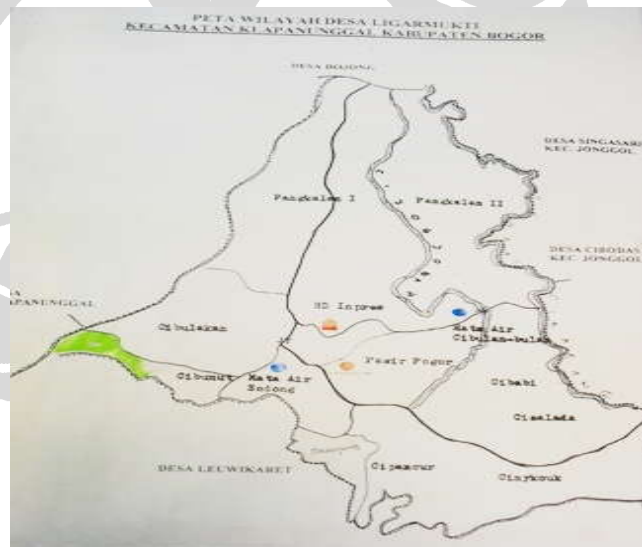 PETA WILAYAH DESA LIGARMUKTI
KECAMATAN KLAPANUNGGAL KABUPATEN BOGOR
DESA BOJONG
DESA SINGASARI
KEC. JONGGOL
Pangkalan I
Pangkalan II
DESA CIBODAS
KEC. JONGGOL
APANUNGGAL
SD Inpres
Cibulakan
Mata Air
Cibulan-bulan
Cibunut
Mata Air
Bojong
Pasir Pogor
Cibabi
Cisalada
DESA LEUWIKARET
Cipancur